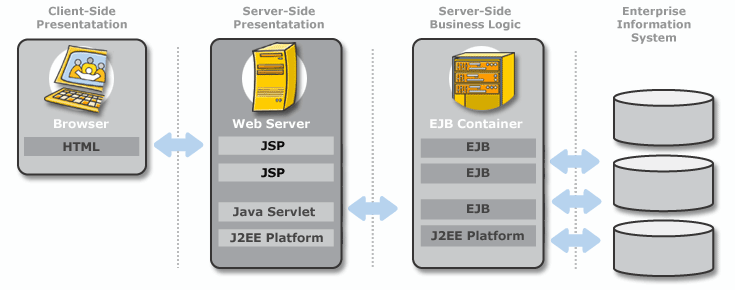 Client-Side
Presentation
Server-Side
Presentatation
Server-Side
Business Logic
Enterprise
Information
System
Browser
HTML
Web Server
JSP
JSP
Java Servlet
J2EE Platform
EJB Container
EJB
EJB
EJB
J2EE Platform